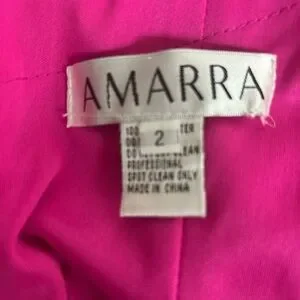 AMARRA
100
2
PROFESSIONAL
SPOT CLEAN ONLY
MADE IN CHINA